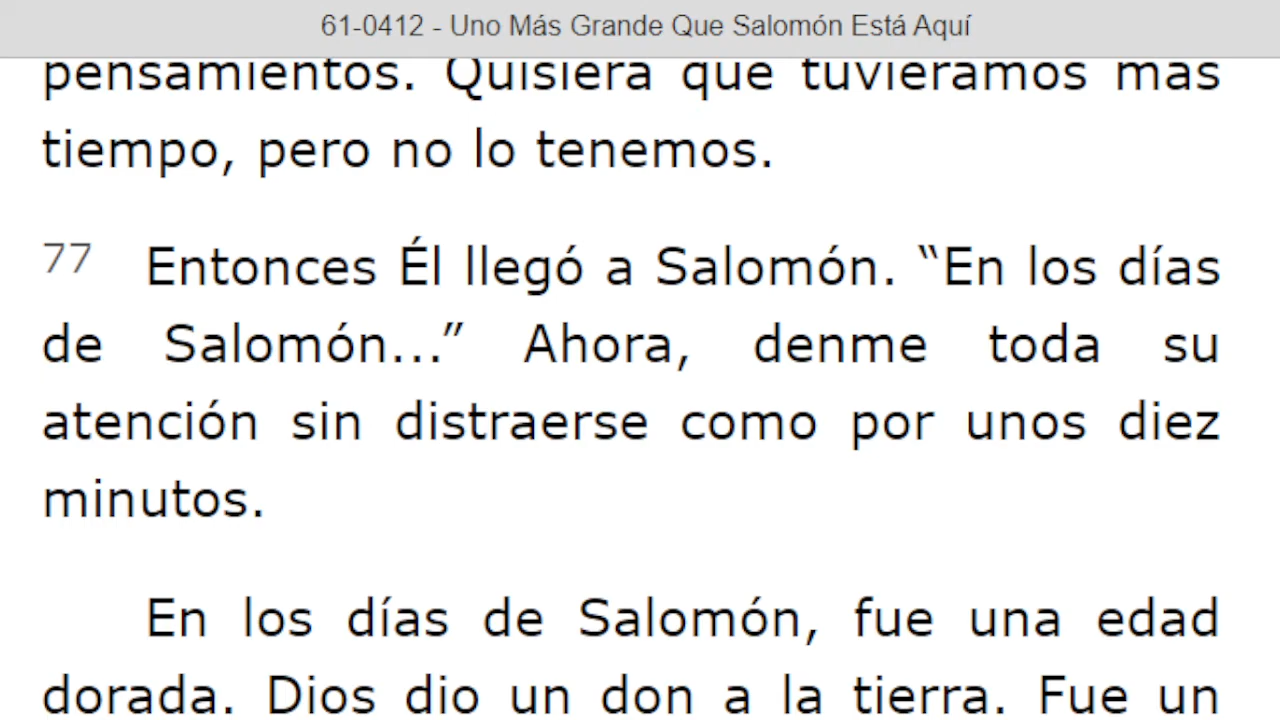 61-0412 - Uno Más Grande Que Salomón Está Aquí
pensamientos. Quisiera que tuviéramos más
tiempo, pero no lo tenemos.
77 Entonces Él llegó a Salomón. “En los días
de Salomón...” Ahora, denme toda su
atención sin distraerse como por unos diez
minutos.
En los días de Salomón, fue una edad
dorada. Dios dio un don a la tierra. Fue un